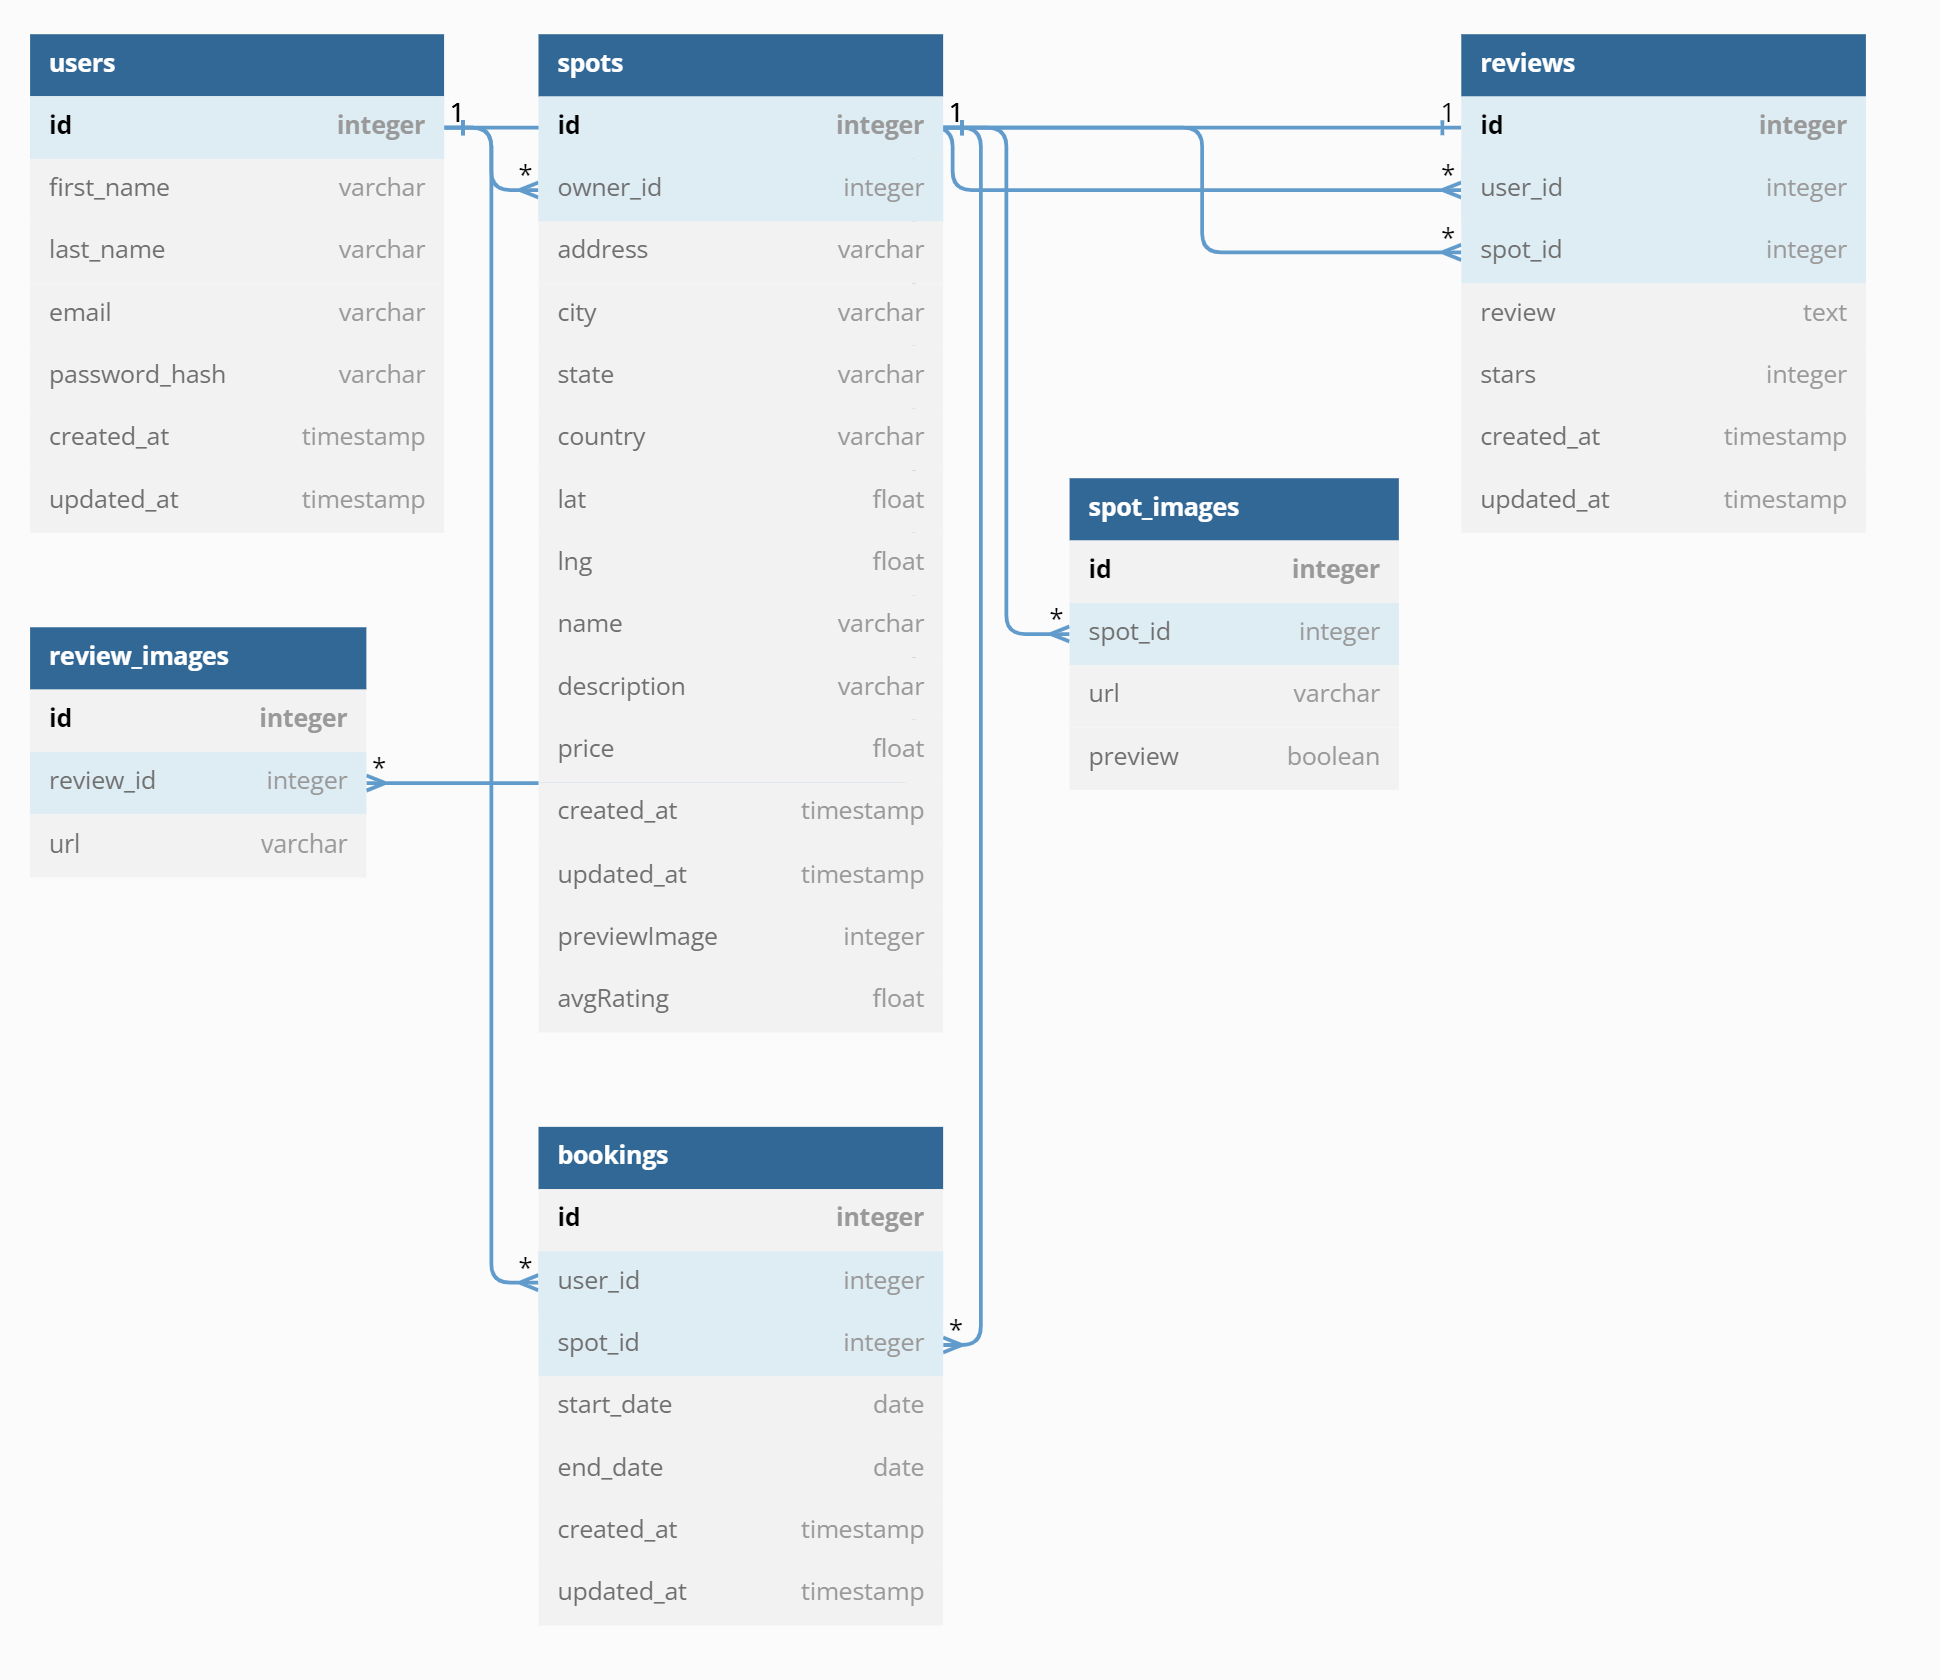 users
id integer
first_name varchar
last_name varchar
email varchar
password_hash varchar
created_at timestamp
updated_at timestamp
1
*
spots
id integer
owner_id integer
address varchar
city varchar
state varchar
country varchar
lat float
lng float
name varchar
description varchar
price float
created_at timestamp
updated_at timestamp
previewImage integer
avgRating float
1
1
*
*
reviews
id integer
user_id integer
spot_id integer
review text
stars integer
created_at timestamp
updated_at timestamp
*
spot_images
id integer
spot_id integer
url varchar
preview boolean
review_images
id integer
review_id integer
url varchar
*
*
bookings
id integer
user_id integer
spot_id integer
start_date date
end_date date
created_at timestamp
updated_at timestamp
*